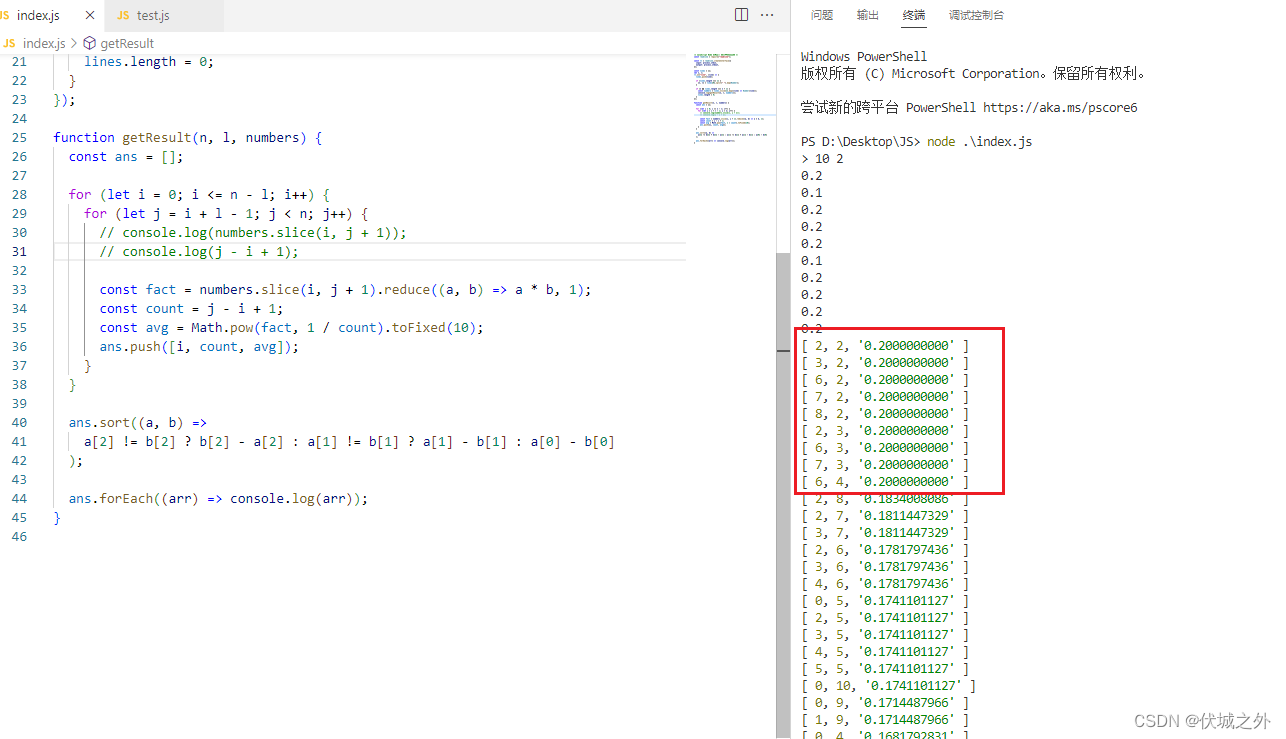 JS index.js × JS test.js ···
JS index.js > getResult
21 lines.length = 0;
22 }
23 });
24
25 function getResult(n, l, numbers) {
26 const ans = [];
27
28 for (let i = 0; i <= n - l; i++) {
29 for (let j = i + l - 1; j < n; j++) {
30 // console.log(numbers.slice(i, j + 1));
31 // console.log(j - i + 1);
32
33 const fact = numbers.slice(i, j + 1).reduce((a, b) => a * b, 1);
34 const count = j - i + 1;
35 const avg = Math.pow(fact, 1 / count).toFixed(10);
36 ans.push([i, count, avg]);
37 }
38 }
39
40 ans.sort((a, b) =>
41 a[2] != b[2] ? b[2] - a[2] : a[1] != b[1] ? a[1] - b[1] : a[0] - b[0]
42 );
43
44 ans.forEach((arr) => console.log(arr));
45 }
46
问题 输出 终端 调试控制台
Windows PowerShell
版权所有 (C) Microsoft Corporation。保留所有权利。
尝试新的跨平台 PowerShell https://aka.ms/pscore6
PS D:\Desktop\JS> node .\index.js
> 10 2
0.2
0.1
0.2
0.2
0.2
0.1
0.2
0.2
0.2
0.2
[ 2, 2, '0.2000000000' ]
[ 3, 2, '0.2000000000' ]
[ 6, 2, '0.2000000000' ]
[ 7, 2, '0.2000000000' ]
[ 8, 2, '0.2000000000' ]
[ 2, 3, '0.2000000000' ]
[ 6, 3, '0.2000000000' ]
[ 7, 3, '0.2000000000' ]
[ 6, 4, '0.2000000000' ]
[ 2, 8, '0.1834008086' ]
[ 2, 7, '0.1811447329' ]
[ 3, 7, '0.1811447329' ]
[ 2, 6, '0.1781797436' ]
[ 3, 6, '0.1781797436' ]
[ 4, 6, '0.1781797436' ]
[ 0, 5, '0.1741101127' ]
[ 2, 5, '0.1741101127' ]
[ 3, 5, '0.1741101127' ]
[ 4, 5, '0.1741101127' ]
[ 5, 5, '0.1741101127' ]
[ 0, 10, '0.1741101127' ]
[ 0, 9, '0.1714487966' ]
[ 1, 9, '0.1714487966' ]
[ 0, 4, '0.1681792831' ]
CSDN @伏城之外